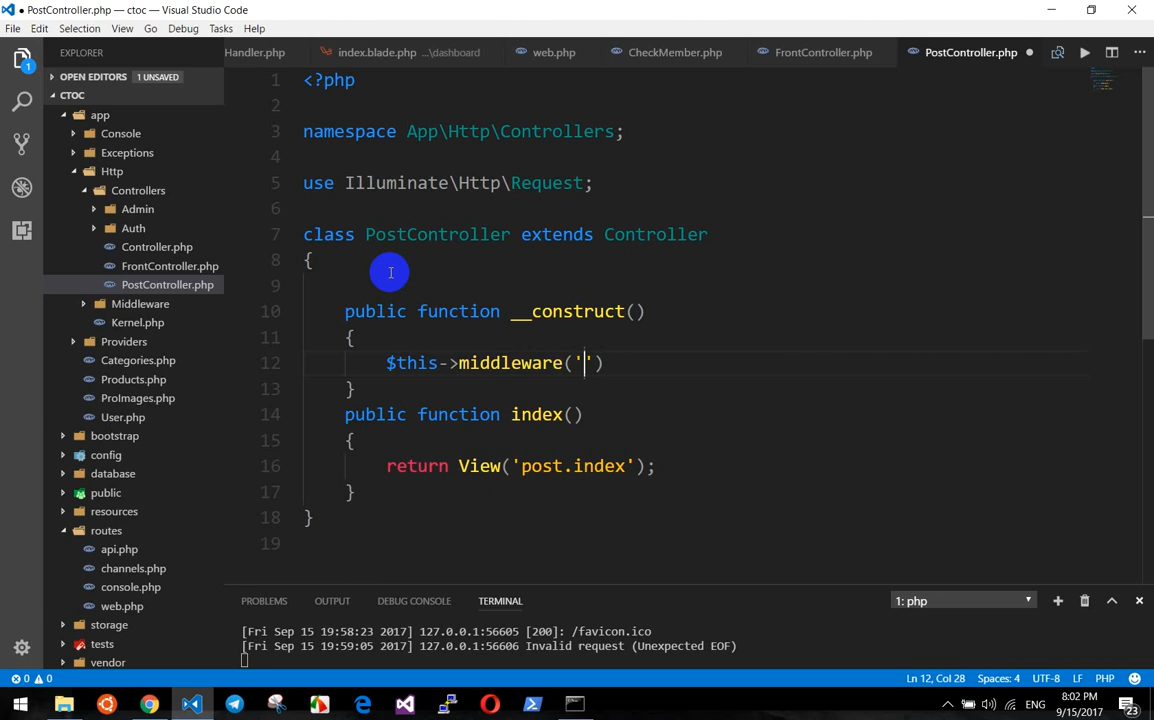 ● PostController.php — ctoc — Visual Studio Code
File Edit Selection View Go Debug Tasks Help
EXPLORER
Handler.php index.blade.php ...\dashboard web.php CheckMember.php FrontController.php PostController.php ●
OPEN EDITORS 1 UNSAVED
CTOC
app
Console
Exceptions
Http
Controllers
Admin
Auth
Controller.php
FrontController.php
PostController.php
Middleware
Kernel.php
Providers
Categories.php
Products.php
ProImages.php
User.php
bootstrap
config
database
public
resources
routes
api.php
channels.php
console.php
web.php
storage
tests
vendor
1 <?php
2
3 namespace App\Http\Controllers;
4
5 use Illuminate\Http\Request;
6
7 class PostController extends Controller
8 {
9
10 public function __construct()
11 {
12 $this->middleware('')
13 }
14 public function index()
15 {
16 return View('post.index');
17 }
18 }
19
PROBLEMS OUTPUT DEBUG CONSOLE TERMINAL 1: php
[Fri Sep 15 19:58:23 2017] 127.0.0.1:56605 [200]: /favicon.ico
[Fri Sep 15 19:59:05 2017] 127.0.0.1:56606 Invalid request (Unexpected EOF)
0 0 Ln 12, Col 28 Spaces: 4 UTF-8 LF PHP
ENG 8:02 PM
9/15/2017
23
1